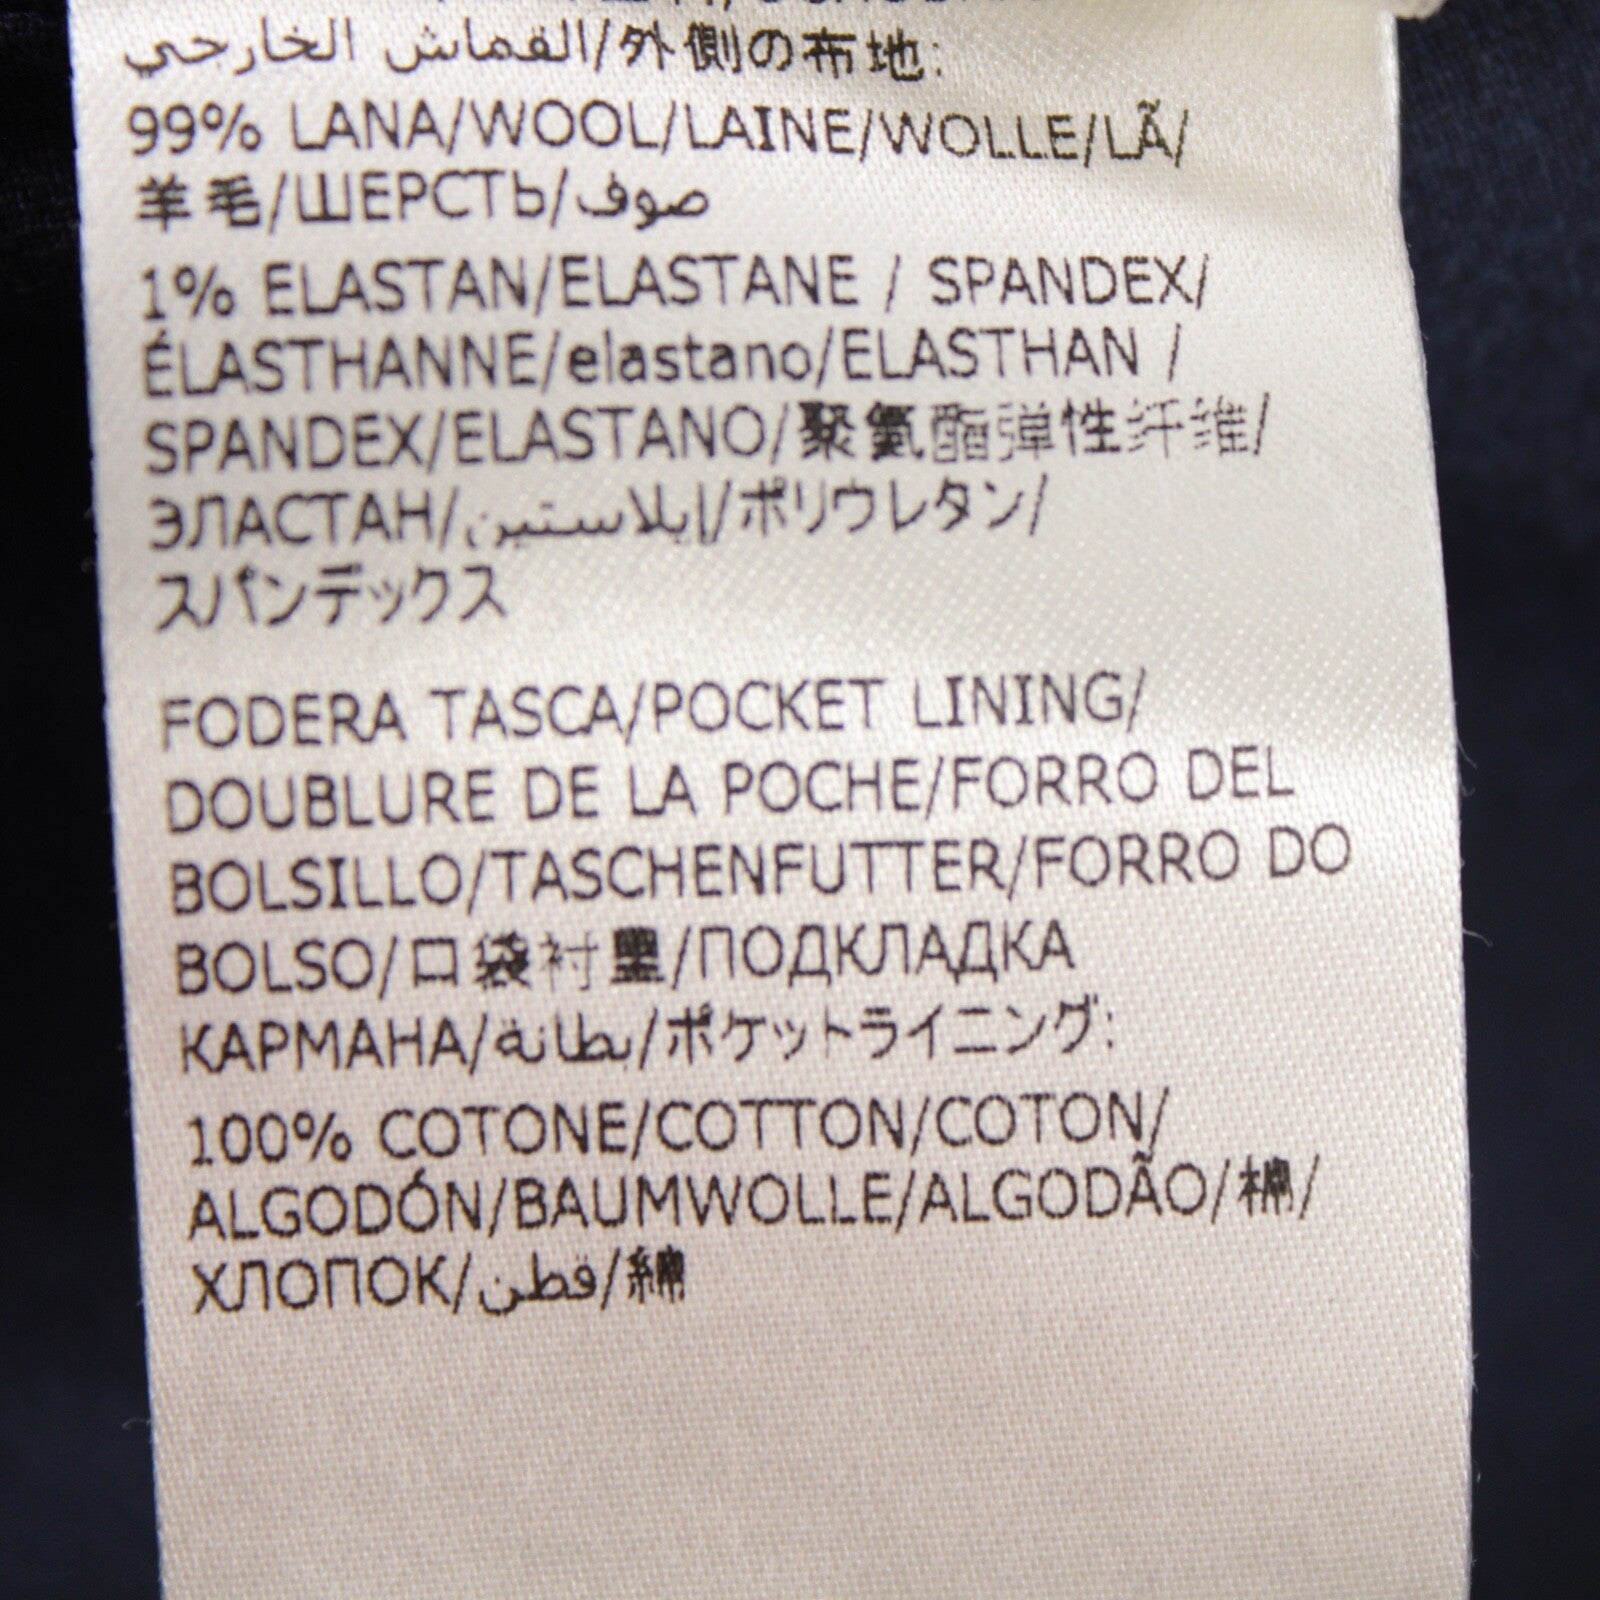 القماش الخارجي/外側の布地:
99% LANA/WOOL/LAINE/WOLLE/LÃ/
羊毛/ШЕРСТЬ/صوف
1% ELASTAN/ELASTANE / SPANDEX/
ÉLASTHANNE/elastano/ELASTHAN /
SPANDEX/ELASTANO/聚氨酯弹性纤维/
ЭЛАСТАН/إيلاستين/ポリウレタン/
スパンデックス
FODERA TASCA/POCKET LINING/
DOUBLURE DE LA POCHE/FORRO DEL
BOLSILLO/TASCHENFUTTER/FORRO DO
BOLSO/口袋衬里/ПОДКЛАДКА
КАРМАНА/بطانة/ポケットライニング:
100% COTONE/COTTON/COTON/
ALGODÓN/BAUMWOLLE/ALGODÃO/棉/
ХЛОПОК/قطن/綿